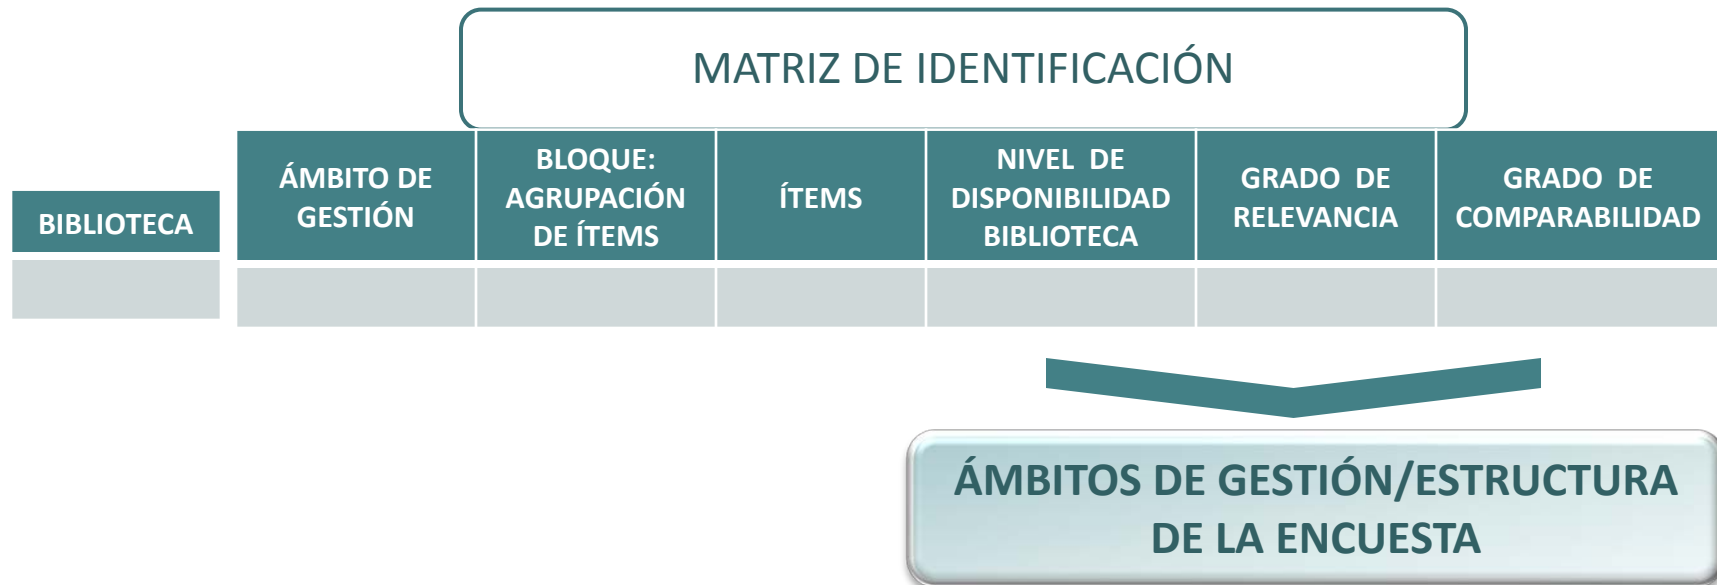 MATRIZ DE IDENTIFICACIÓN
BIBLIOTECA
ÁMBITO DE
GESTIÓN
BLOQUE:
AGRUPACIÓN
DE ÍTEMS
ÍTEMS
NIVEL DE
DISPONIBILIDAD
BIBLIOTECA
GRADO DE
RELEVANCIA
GRADO DE
COMPARABILIDAD
ÁMBITOS DE GESTIÓN/ESTRUCTURA
DE LA ENCUESTA